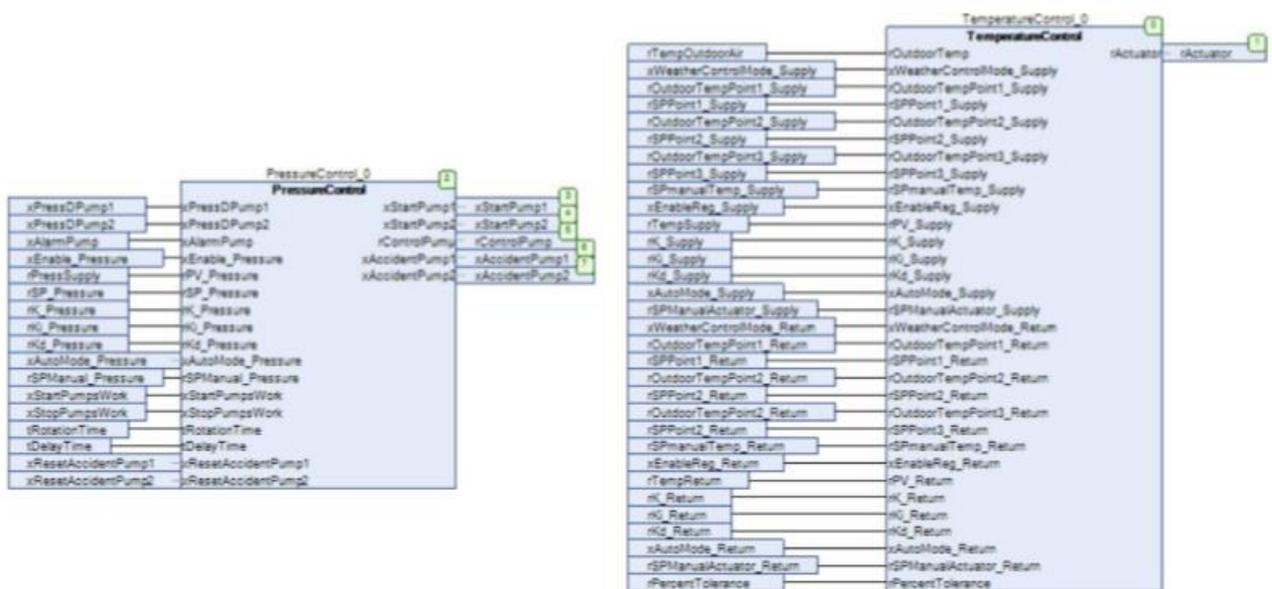 PressureControl_0
2
PressureControl
xPressDPump1 xPressDPump1 xStartPump1 xStartPump1 3
xPressDPump2 xPressDPump2 xStartPump2 xStartPump2 4
xAlarmPump xAlarmPump rControlPump rControlPump 5
xEnable_Pressure xEnable_Pressure xAccidentPump1 xAccidentPump1 6
rPressSupply rPV_Pressure xAccidentPump2 xAccidentPump2 7
rSP_Pressure rSP_Pressure
rK_Pressure rK_Pressure
rKi_Pressure rKi_Pressure
rKd_Pressure rKd_Pressure
xAutoMode_Pressure xAutoMode_Pressure
rSPManual_Pressure rSPManual_Pressure
xStartPumpsWork xStartPumpsWork
xStopPumpsWork xStopPumpsWork
tRotationTime tRotationTime
tDelayTime tDelayTime
xResetAccidentPump1 xResetAccidentPump1
xResetAccidentPump2 xResetAccidentPump2
TemperatureControl_0
0
TemperatureControl
rTempOutdoorAir rOutdoorTemp rActuator rActuator 1
xWeatherControlMode_Supply xWeatherControlMode_Supply
rOutdoorTempPoint1_Supply rOutdoorTempPoint1_Supply
rSPPoint1_Supply rSPPoint1_Supply
rOutdoorTempPoint2_Supply rOutdoorTempPoint2_Supply
rSPPoint2_Supply rSPPoint2_Supply
rOutdoorTempPoint3_Supply rOutdoorTempPoint3_Supply
rSPPoint3_Supply rSPPoint3_Supply
rSPmanualTemp_Supply rSPmanualTemp_Supply
xEnableReg_Supply xEnableReg_Supply
rTempSupply rPV_Supply
rK_Supply rK_Supply
rKi_Supply rKi_Supply
rKd_Supply rKd_Supply
xAutoMode_Supply xAutoMode_Supply
rSPManualActuator_Supply rSPManualActuator_Supply
xWeatherControlMode_Return xWeatherControlMode_Return
rOutdoorTempPoint1_Return rOutdoorTempPoint1_Return
rSPPoint1_Return rSPPoint1_Return
rOutdoorTempPoint2_Return rOutdoorTempPoint2_Return
rSPPoint2_Return rSPPoint2_Return
rOutdoorTempPoint2_Return rOutdoorTempPoint3_Return
rSPPoint2_Return rSPPoint3_Return
rSPmanualTemp_Return rSPmanualTemp_Return
xEnableReg_Return xEnableReg_Return
rTempReturn rPV_Return
rK_Return rK_Return
rKi_Return rKi_Return
rKd_Return rKd_Return
xAutoMode_Return xAutoMode_Return
rSPManualActuator_Return rSPManualActuator_Return
rPercentTolerance rPercentTolerance